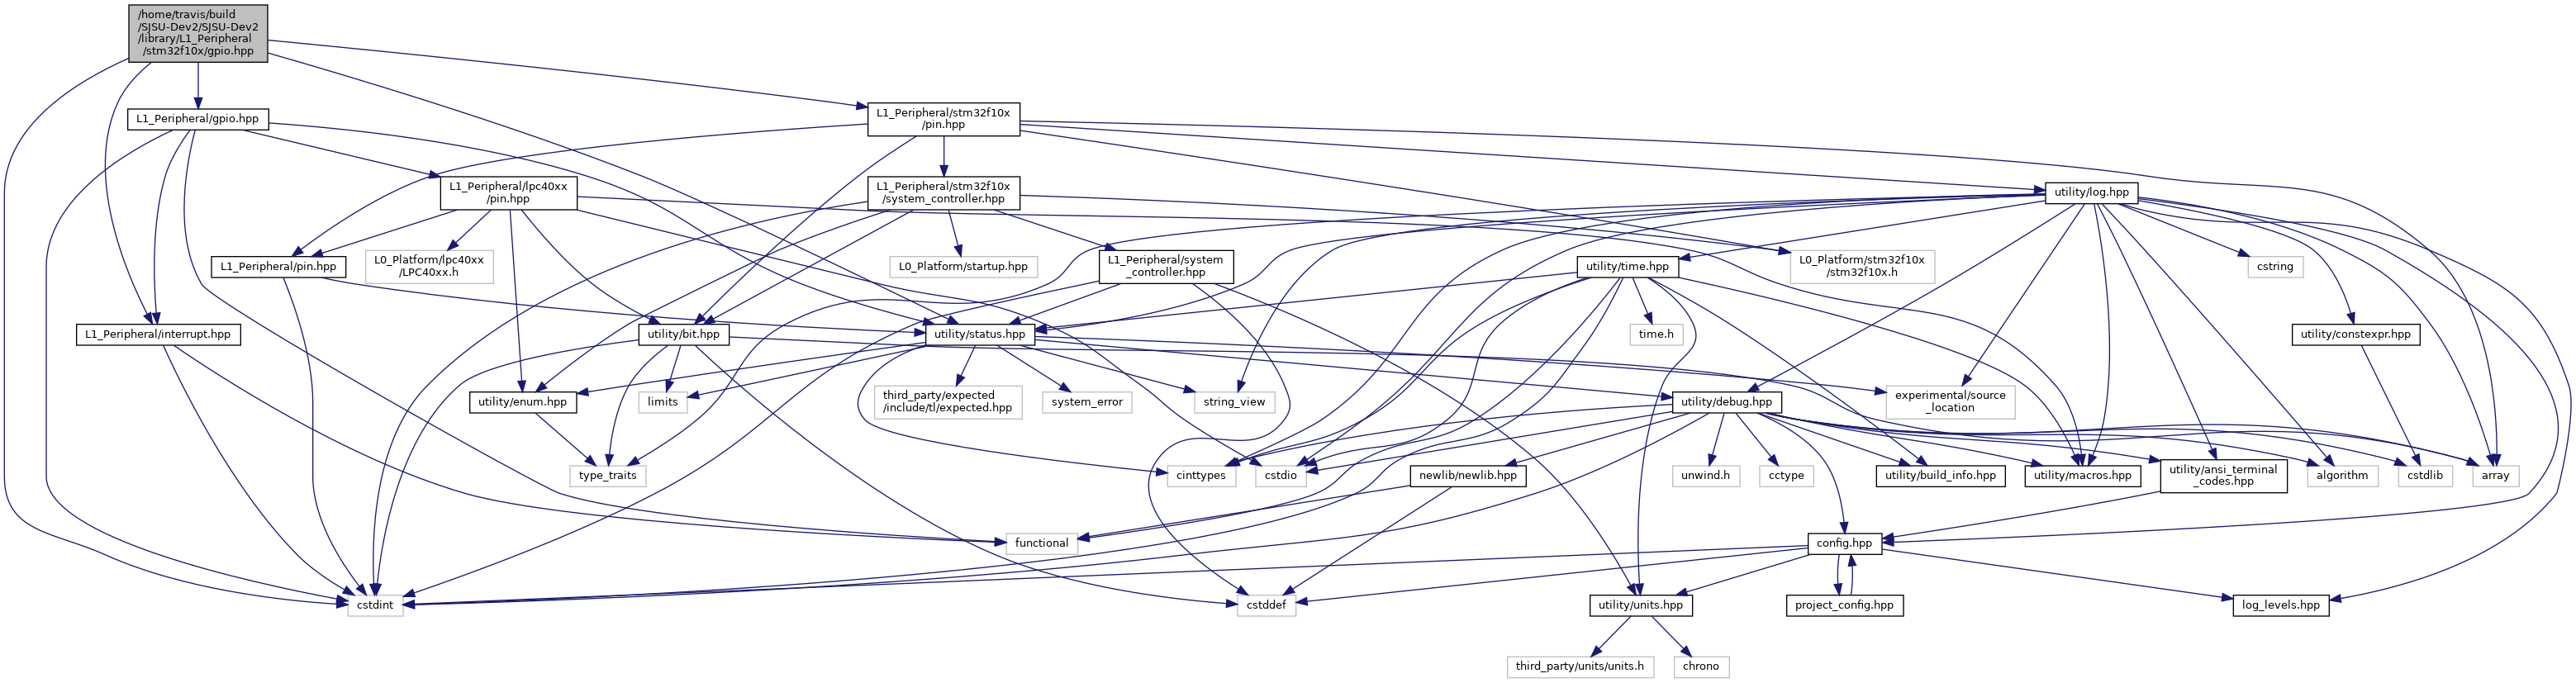 /home/travis/build
/SJSU-Dev2/SJSU-Dev2
/library/L1_Peripheral
/stm32f10x/gpio.hpp
L1_Peripheral/gpio.hpp
L1_Peripheral/stm32f10x
/pin.hpp
L1_Peripheral/lpc40xx
/pin.hpp
L1_Peripheral/stm32f10x
/system_controller.hpp
utility/log.hpp
L1_Peripheral/pin.hpp
L0_Platform/lpc40xx
/LPC40xx.h
L0_Platform/startup.hpp
L1_Peripheral/system
_controller.hpp
utility/time.hpp
L0_Platform/stm32f10x
/stm32f10x.h
cstring
L1_Peripheral/interrupt.hpp
utility/bit.hpp
utility/status.hpp
time.h
utility/constexpr.hpp
utility/enum.hpp
limits
third_party/expected
/include/tl/expected.hpp
system_error
string_view
utility/debug.hpp
experimental/source
_location
type_traits
cinttypes
cstdio
newlib/newlib.hpp
unwind.h
cctype
utility/build_info.hpp
utility/macros.hpp
utility/ansi_terminal
_codes.hpp
algorithm
cstdlib
array
functional
config.hpp
cstdint
cstddef
utility/units.hpp
project_config.hpp
log_levels.hpp
third_party/units/units.h
chrono